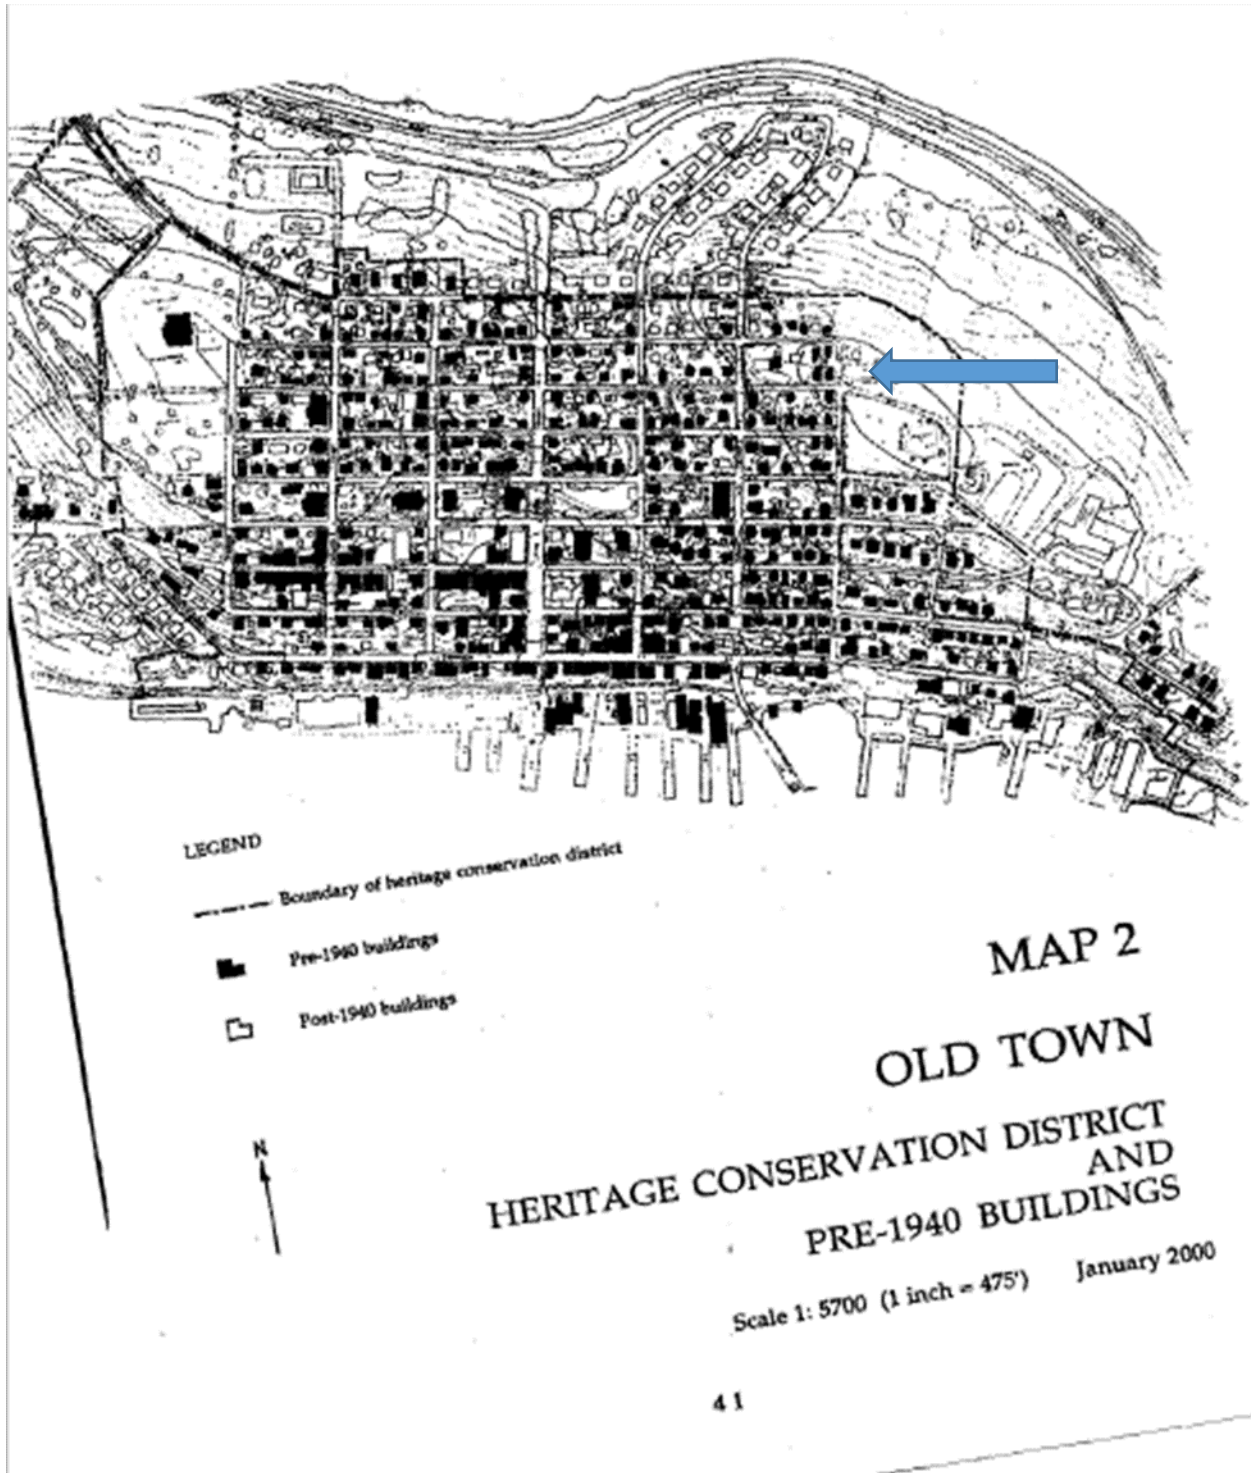 LEGEND
Boundary of heritage conservation district
Pre-1940 buildings
Post-1940 buildings
N
MAP 2
OLD TOWN
HERITAGE CONSERVATION DISTRICT
AND
PRE-1940 BUILDINGS
Scale 1: 5700 (1 inch = 475') January 2000
41